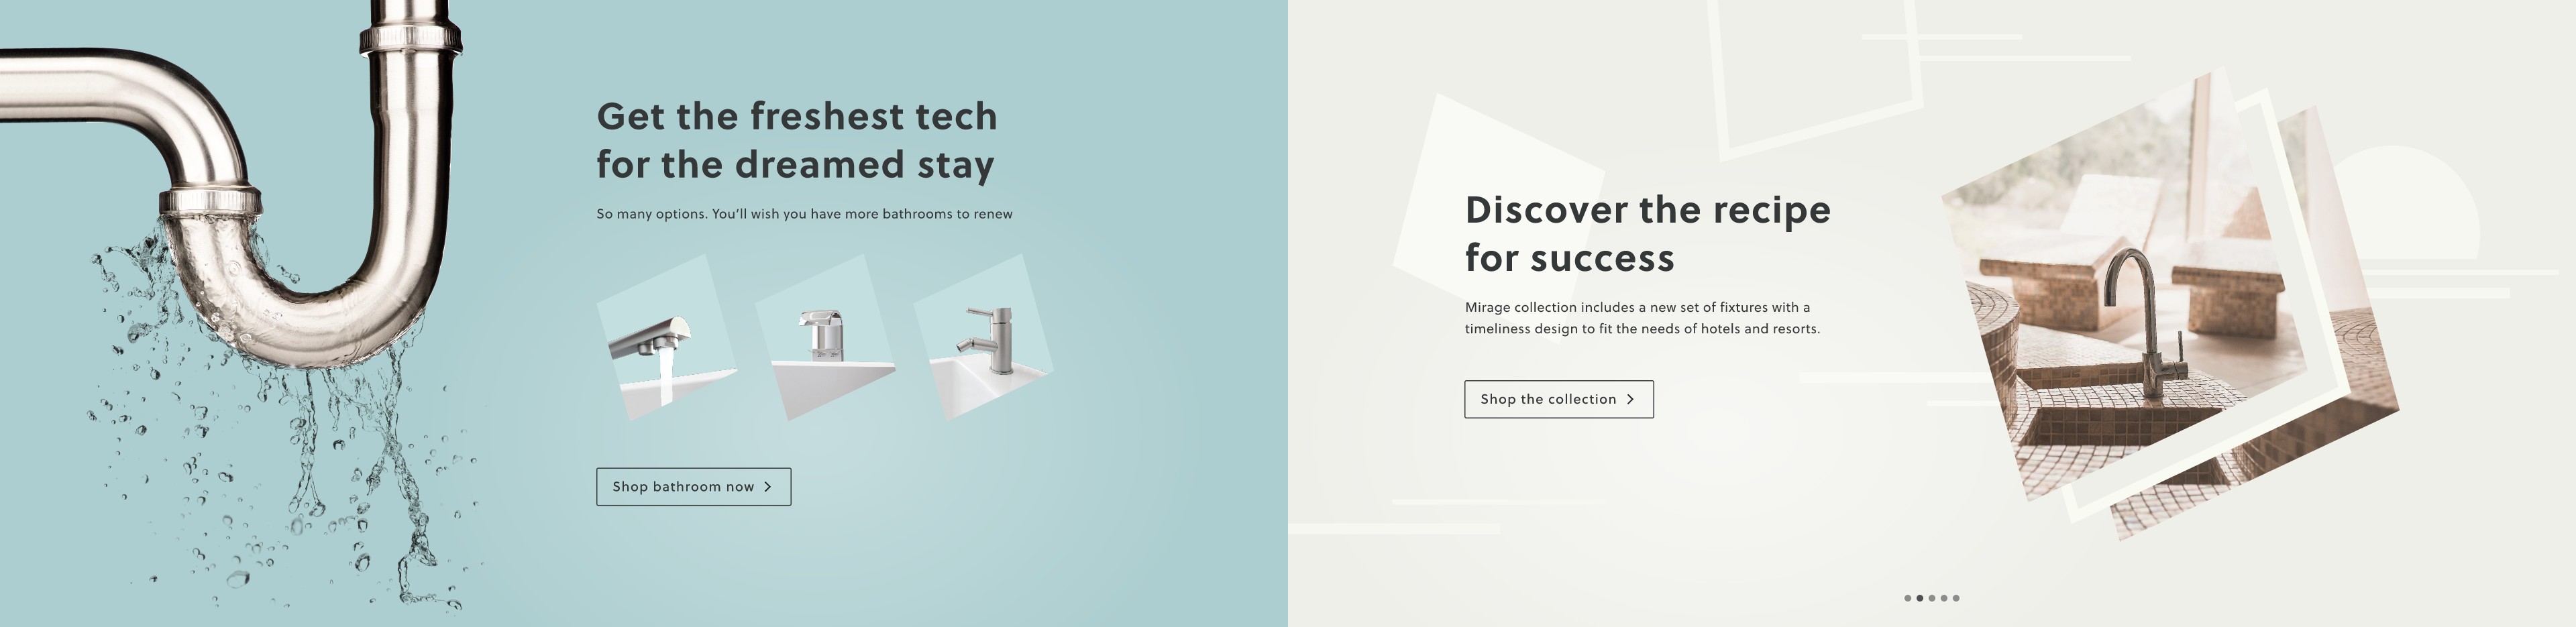 Get the freshest tech
for the dreamed stay
So many options. You’ll wish you have more bathrooms to renew
Shop bathroom now
Discover the recipe
for success
Mirage collection includes a new set of fixtures with a
timeliness design to fit the needs of hotels and resorts.
Shop the collection